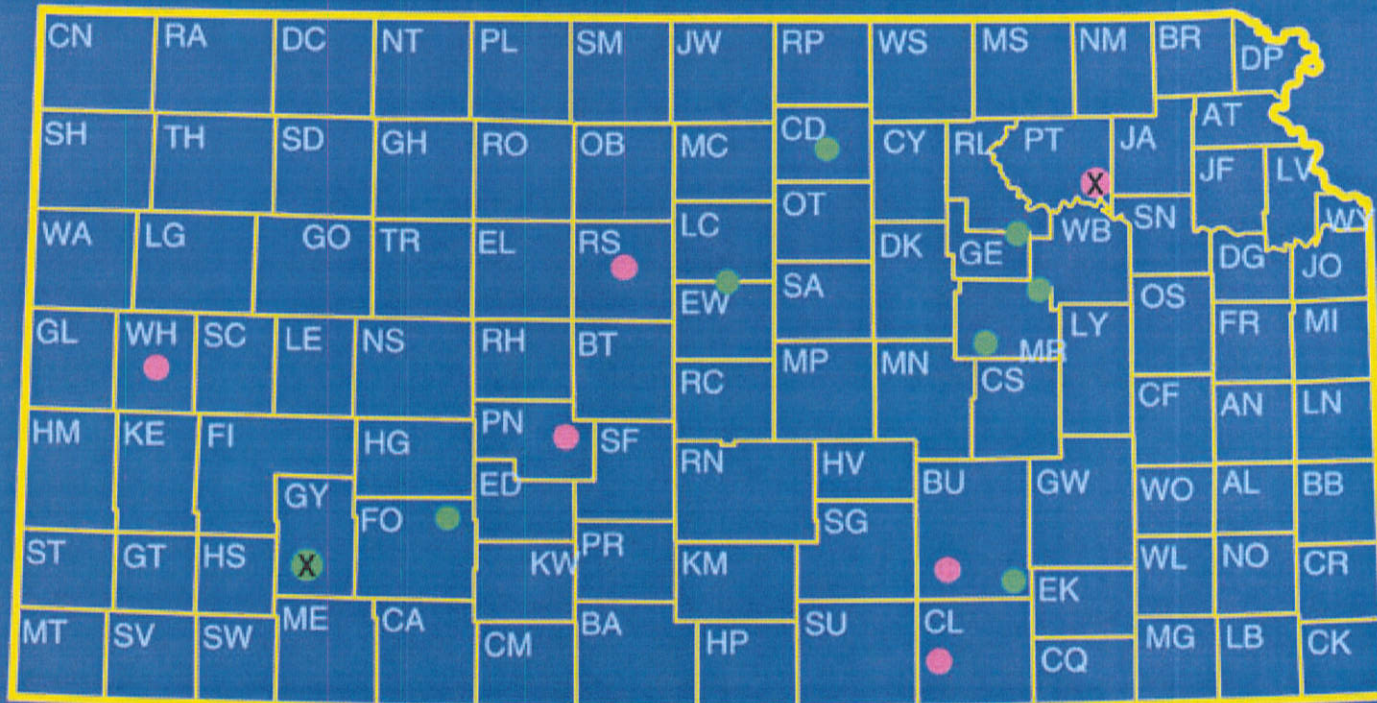 CN RA DC NT PL SM JW RP WS MS NM BR DP
SH TH SD GH RO OB MC CD CY RL PT JA AT
JF LV
X
WA LG GO TR EL RS LC OT DK GE WB SN WY
DG JO
EW SA OS
GL WH SC LE NS RH BT LY FR MI
RC MP MN MR CS CF AN LN
HM KE FI HG PN SF RN HV
GY ED BU GW WO AL BB
FO SG
ST GT HS X KW PR KM WL NO CR
EK
MT SV SW ME CA CM BA HP SU CL CQ MG LB CK